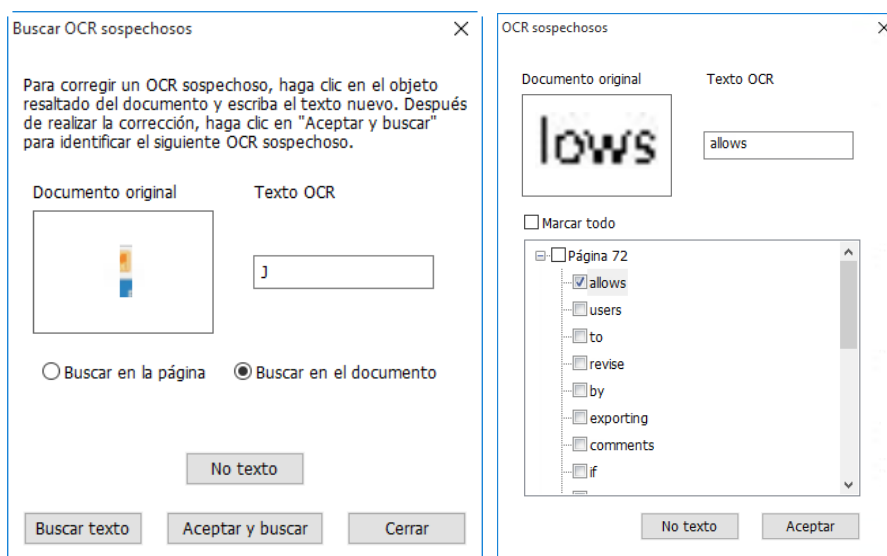 Buscar OCR sospechosos
Para corregir un OCR sospechoso, haga clic en el objeto
resaltado del documento y escriba el texto nuevo. Después
de realizar la corrección, haga clic en "Aceptar y buscar"
para identificar el siguiente OCR sospechoso.
Documento original Texto OCR
J
Buscar en la página Buscar en el documento
No texto
Buscar texto Aceptar y buscar Cerrar
OCR sospechosos
Documento original Texto OCR
lows
allows
Marcar todo
Página 72
allows
users
to
revise
by
exporting
comments
if
No texto Aceptar